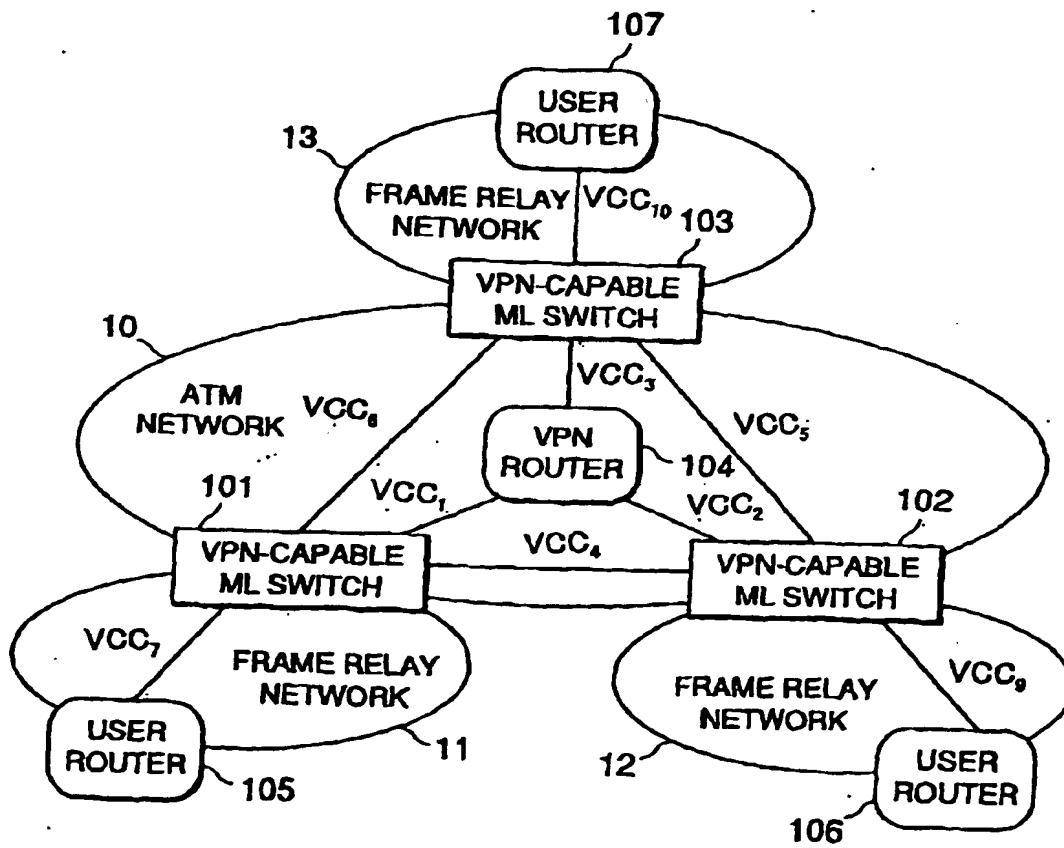 107
USER
ROUTER
13
FRAME RELAY
NETWORK
VCC10
103
VPN-CAPABLE
ML SWITCH
10
ATM
NETWORK
VCC6
VCC3
VCC5
VPN
ROUTER
104
101
VCC1
VCC2
102
VPN-CAPABLE
ML SWITCH
VCC4
VPN-CAPABLE
ML SWITCH
VCC7
FRAME RELAY
NETWORK
VCC9
FRAME RELAY
NETWORK
USER
ROUTER
105
11
12
USER
ROUTER
106